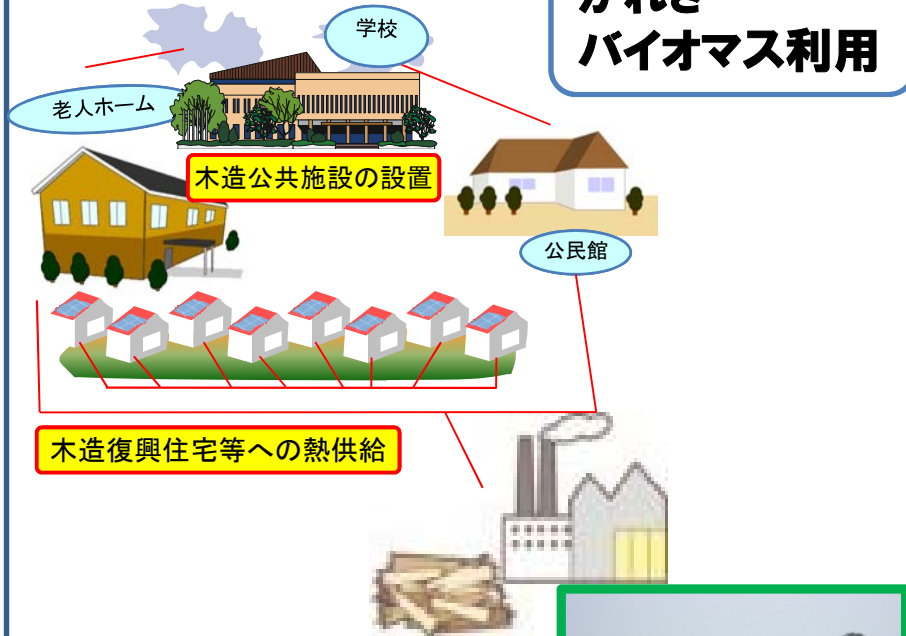 バイオマス利用
学校
老人ホーム
木造公共施設の設置
公民館
木造復興住宅等への熱供給